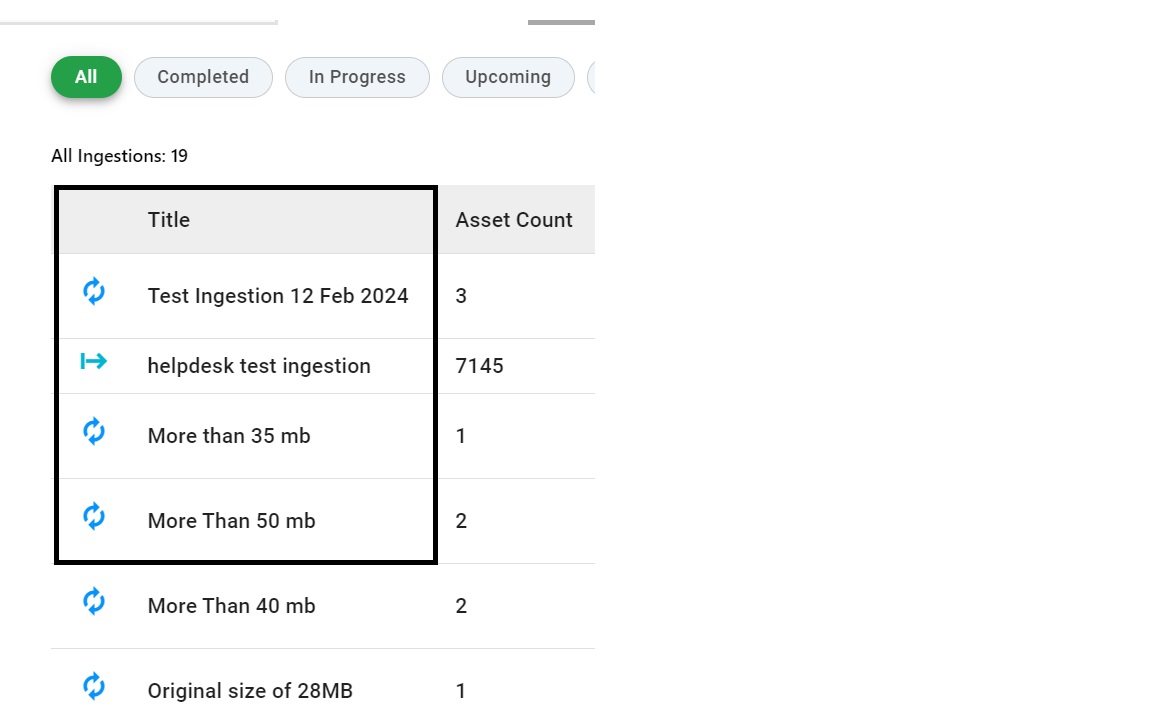 All Completed In Progress Upcoming
All Ingestions: 19
Title Asset Count
Test Ingestion 12 Feb 2024 3
helpdesk test ingestion 7145
More than 35 mb 1
More Than 50 mb 2
More Than 40 mb 2
Original size of 28MB 1